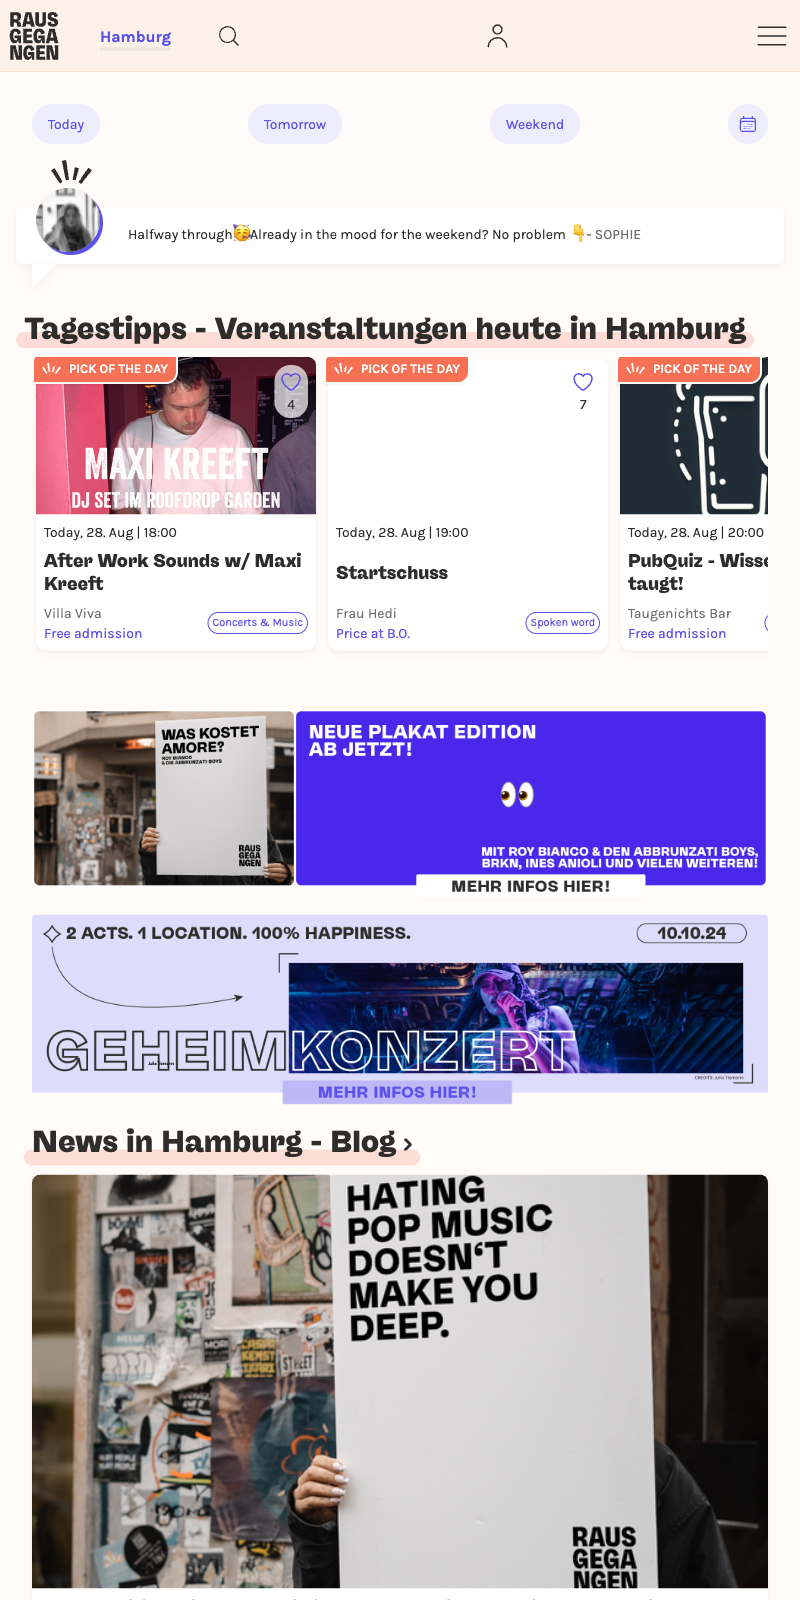 RAUS
GEGA
NGEN
Hamburg
Today
Tomorrow
Weekend
Halfway through🥳Already in the mood for the weekend? No problem 👇- SOPHIE
Tagestipps - Veranstaltungen heute in Hamburg
PICK OF THE DAY
4
MAXI KREEFT
DJ SET IM ROOFDROP GARDEN
Today, 28. Aug | 18:00
After Work Sounds w/ Maxi
Kreeft
Villa Viva
Free admission
Concerts & Music
PICK OF THE DAY
7
Today, 28. Aug | 19:00
Startschuss
Frau Hedi
Price at B.O.
Spoken word
PICK OF THE DAY
Today, 28. Aug | 20:00
PubQuiz - Wisse
taugt!
Taugenichts Bar
Free admission
WAS KOSTET
AMORE?
ROY BIANCO
& DIE ABBRUNZATI BOYS
RAUS
GEGA
NGEN
NEUE PLAKAT EDITION
AB JETZT!
👀
MIT ROY BIANCO & DEN ABBRUNZATI BOYS,
BRKN, INES ANIOLI UND VIELEN WEITEREN!
MEHR INFOS HIER!
2 ACTS. 1 LOCATION. 100% HAPPINESS.
10.10.24
GEHEIMKONZERT
Julia Tiemann
CREDITS: Julia Tiemann
MEHR INFOS HIER!
News in Hamburg - Blog ›
HATING
POP MUSIC
DOESN‘T
MAKE YOU
DEEP.
STREET
RAUS
GEGA
NGEN